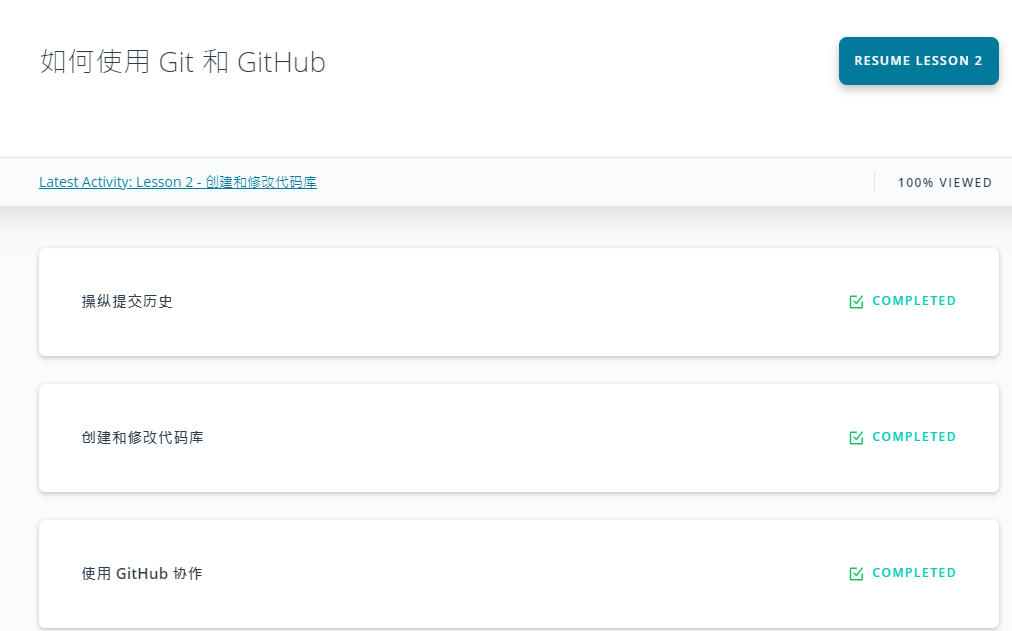 如何使用 Git 和 GitHub
RESUME LESSON 2
Latest Activity: Lesson 2 - 创建和修改代码库
100% VIEWED
操纵提交历史
COMPLETED
创建和修改代码库
COMPLETED
使用 GitHub 协作
COMPLETED